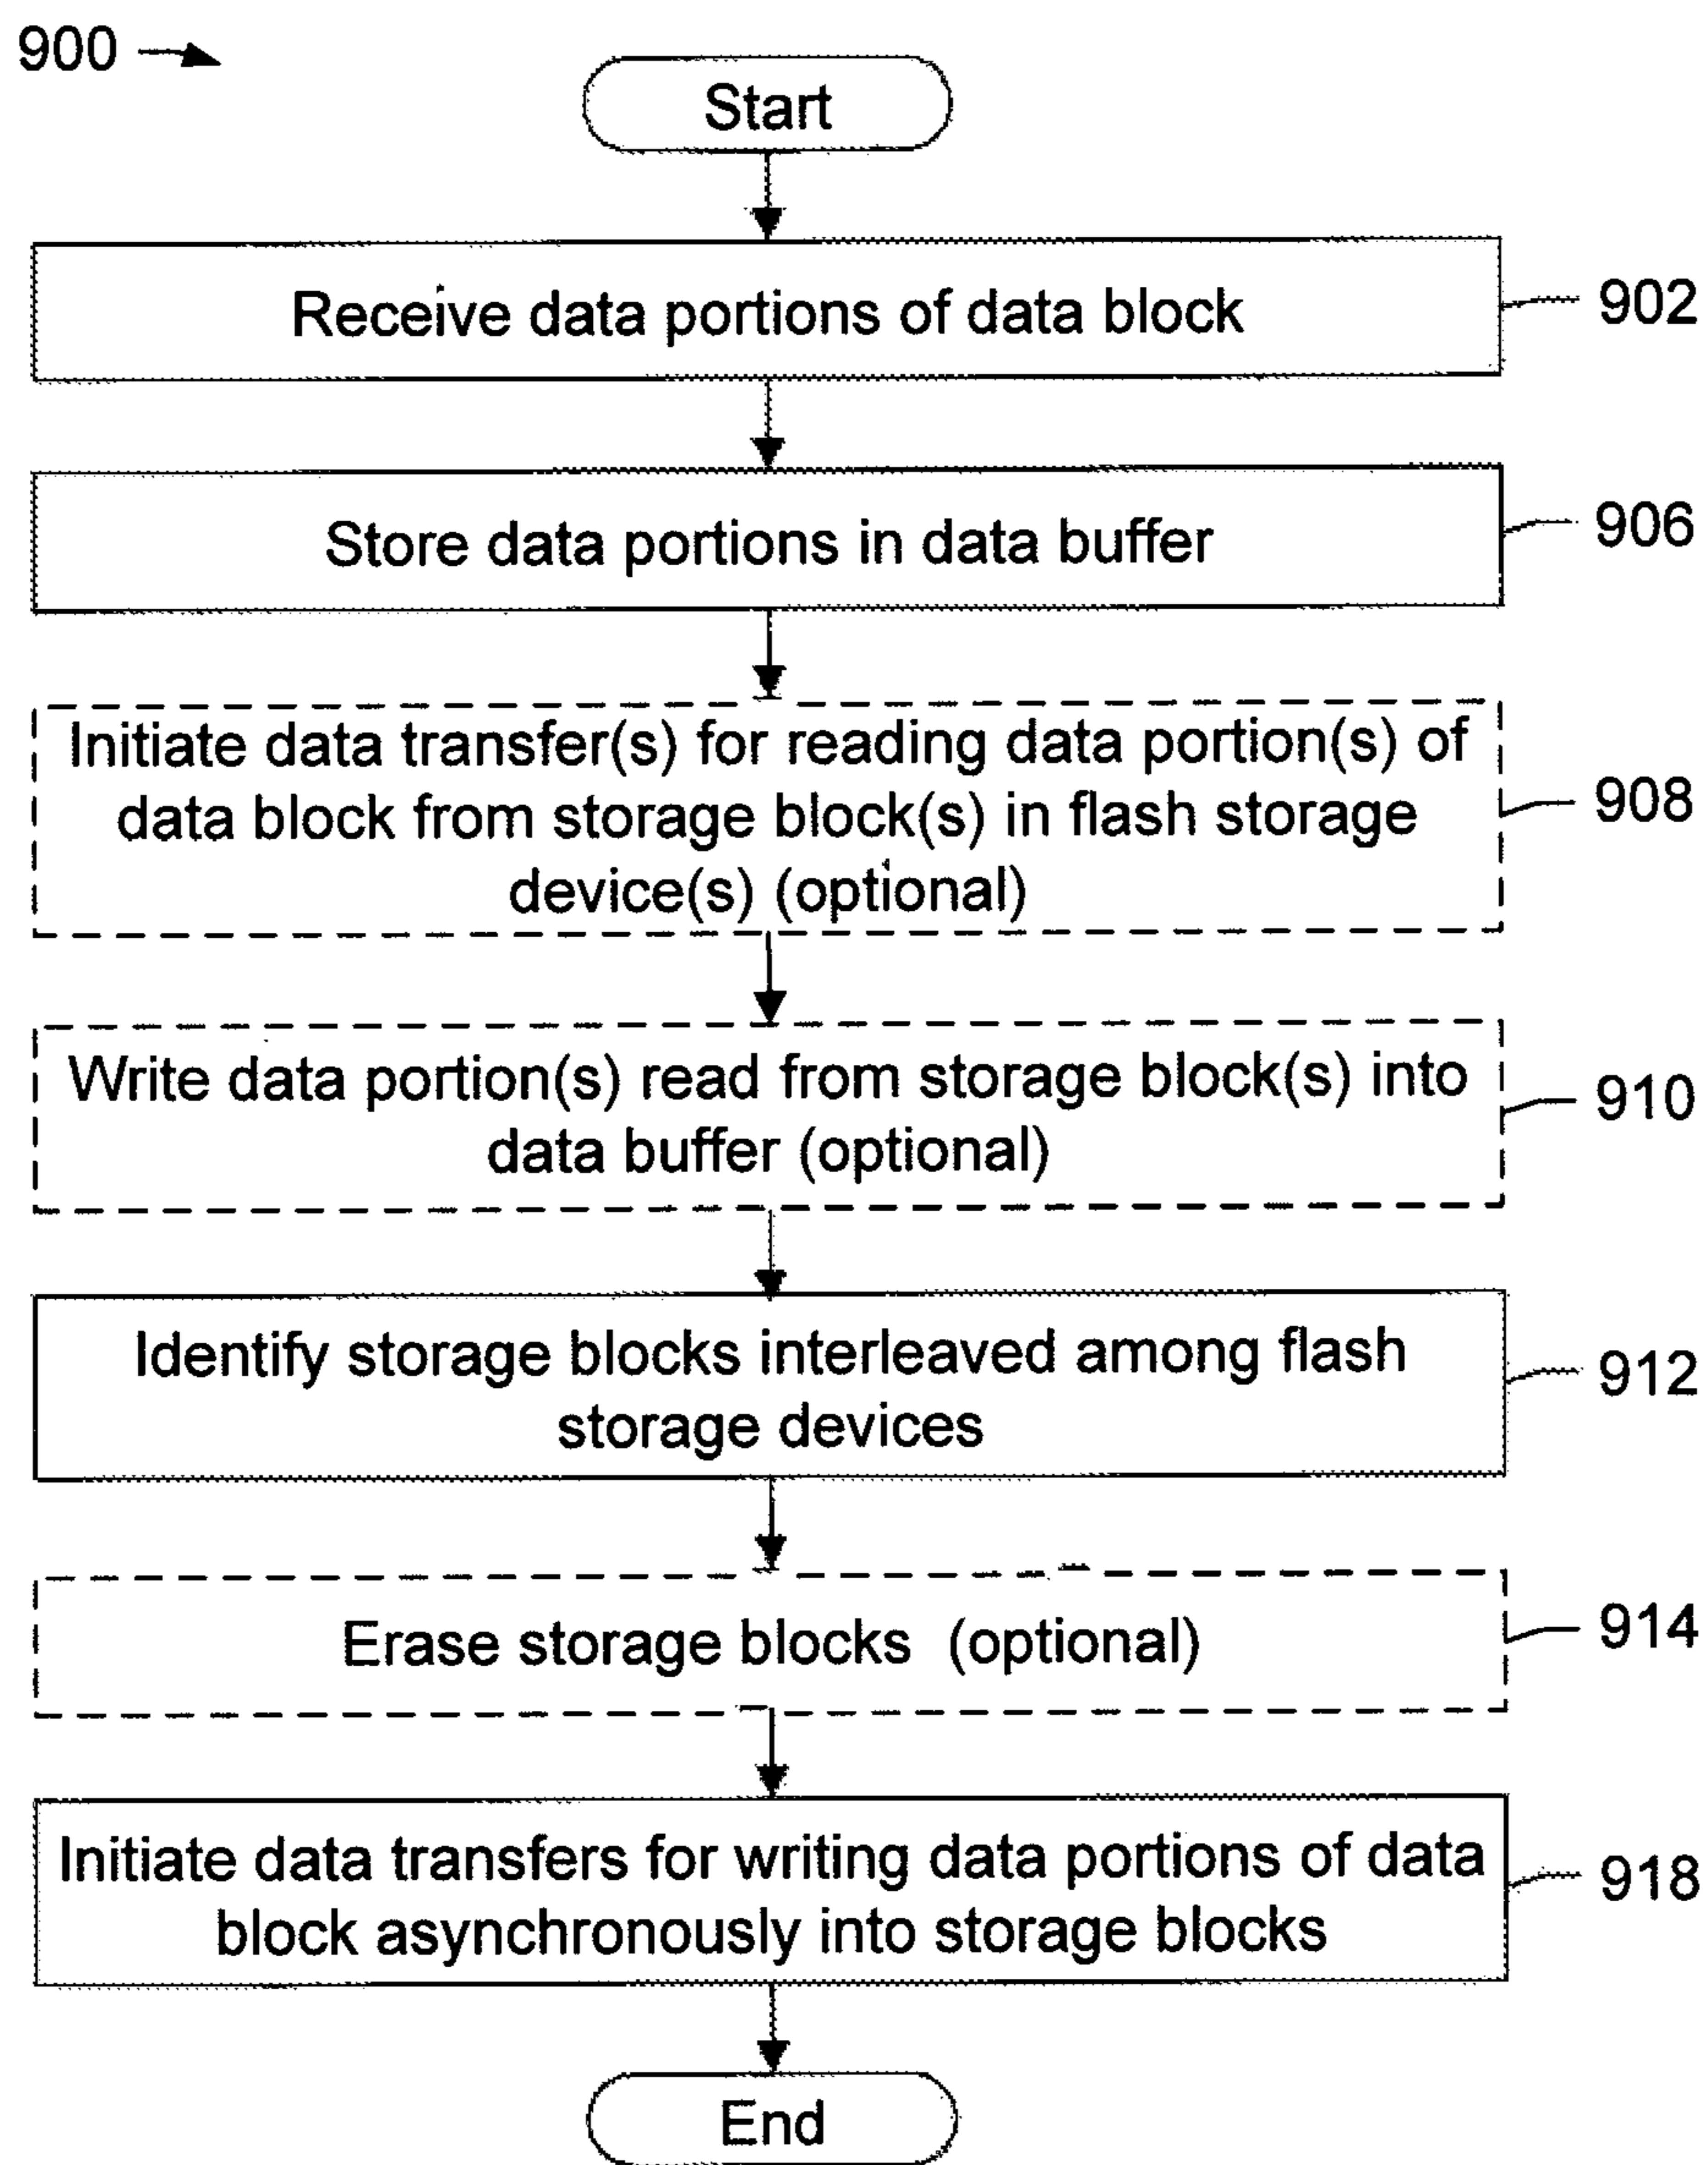 900
Start
Receive data portions of data block
902
Store data portions in data buffer
906
Initiate data transfer(s) for reading data portion(s) of
data block from storage block(s) in flash storage
device(s) (optional)
908
Write data portion(s) read from storage block(s) into
data buffer (optional)
910
Identify storage blocks interleaved among flash
storage devices
912
Erase storage blocks (optional)
914
Initiate data transfers for writing data portions of data
block asynchronously into storage blocks
918
End